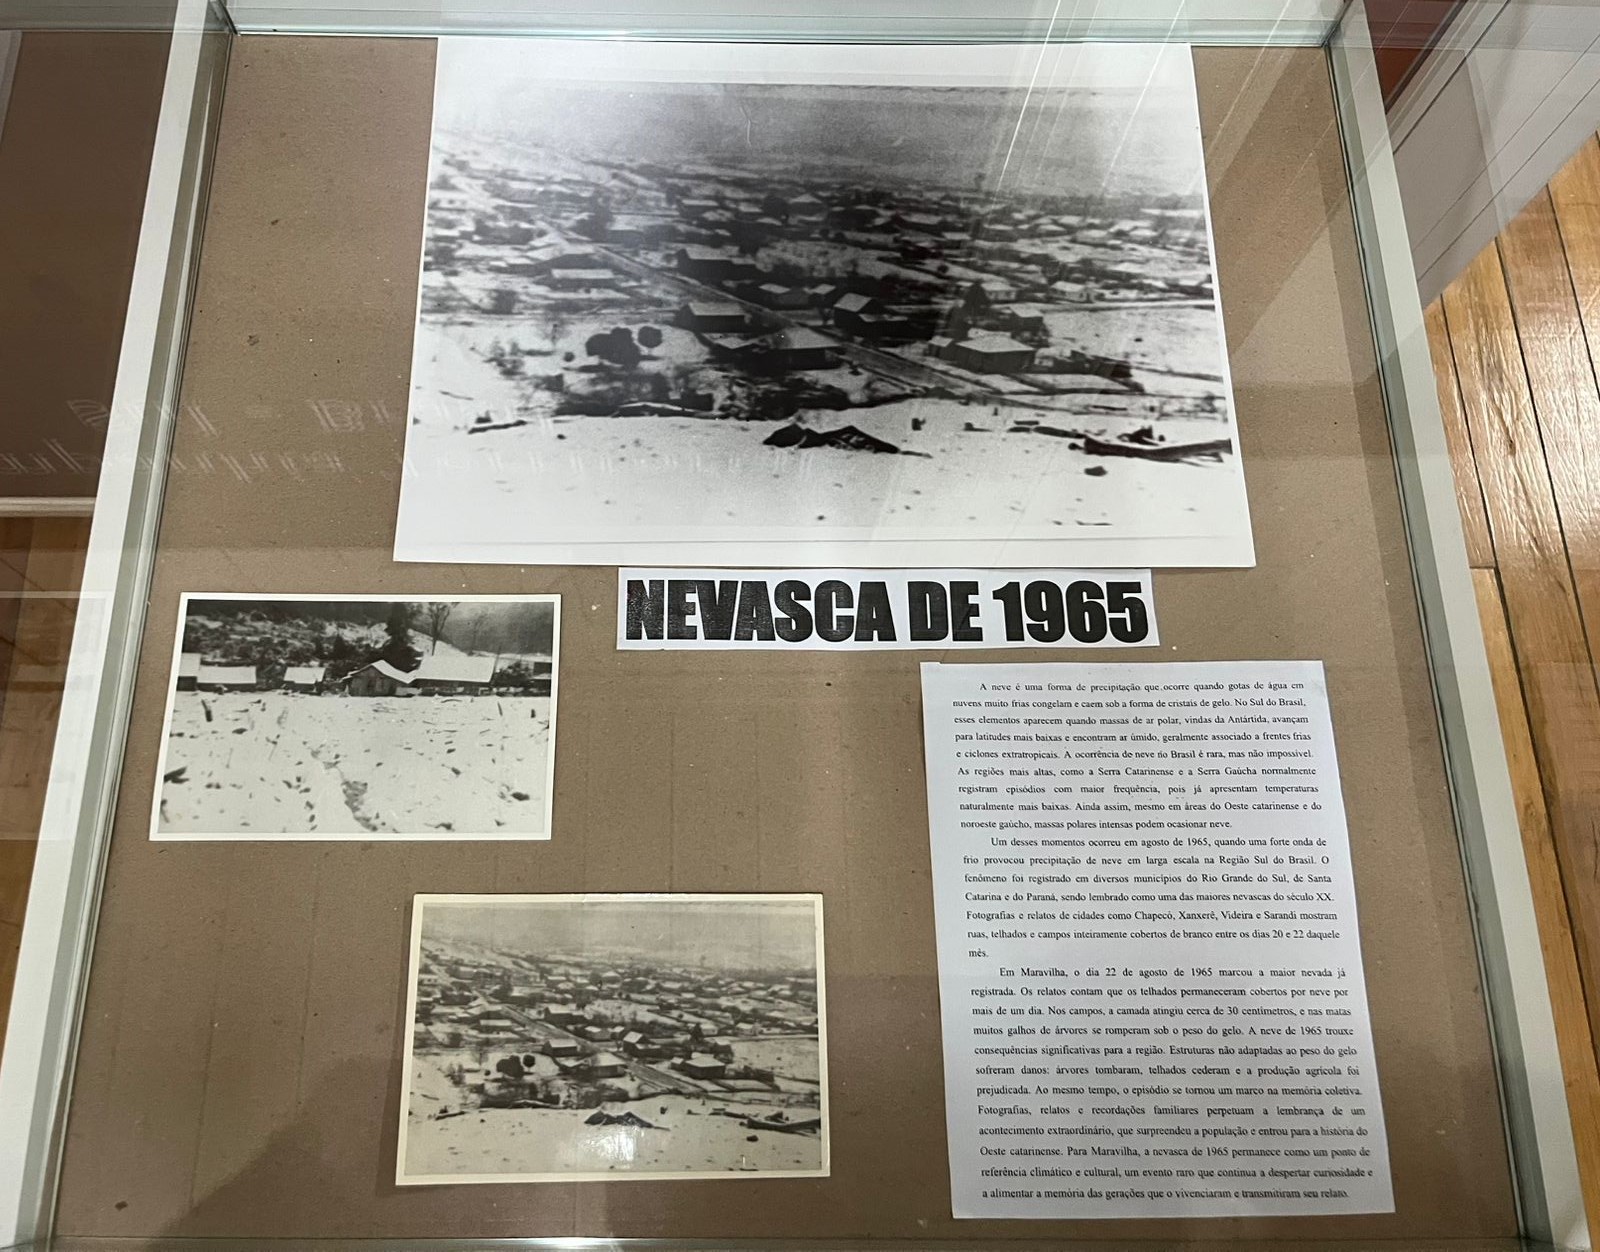 NEVASCA DE 1965
A neve é uma forma de precipitação que ocorre quando gotas de água em
nuvens muito frias congelam e caem sob a forma de cristais de gelo. No Sul do Brasil,
esses elementos aparecem quando massas de ar polar, vindas da Antártida, avançam
para latitudes mais baixas e encontram ar úmido, geralmente associado a frentes frias
e ciclones extratropicais. A ocorrência de neve no Brasil é rara, mas não impossível.
As regiões mais altas, como a Serra Catarinense e a Serra Gaúcha normalmente
registram episódios com maior frequência, pois já apresentam temperaturas
naturalmente mais baixas. Ainda assim, mesmo em áreas do Oeste catarinense e do
noroeste gaúcho, massas polares intensas podem ocasionar neve.
Um desses momentos ocorreu em agosto de 1965, quando uma forte onda de
frio provocou precipitação de neve em larga escala na Região Sul do Brasil. O
fenômeno foi registrado em diversos municípios do Rio Grande do Sul, de Santa
Catarina e do Paraná, sendo lembrado como uma das maiores nevascas do século XX.
Fotografias e relatos de cidades como Chapecó, Xanxerê, Videira e Sarandi mostram
ruas, telhados e campos inteiramente cobertos de branco entre os dias 20 e 22 daquele
mês.
Em Maravilha, o dia 22 de agosto de 1965 marcou a maior nevada já
registrada. Os relatos contam que os telhados permaneceram cobertos por neve por
mais de um dia. Nos campos, a camada atingiu cerca de 30 centímetros, e nas matas
muitos galhos de árvores se romperam sob o peso do gelo. A neve de 1965 trouxe
consequências significativas para a região. Estruturas não adaptadas ao peso do gelo
sofreram danos: árvores tombaram, telhados cederam e a produção agrícola foi
prejudicada. Ao mesmo tempo, o episódio se tornou um marco na memória coletiva.
Fotografias, relatos e recordações familiares perpetuam a lembrança de um
acontecimento extraordinário, que surpreendeu a população e entrou para a história do
Oeste catarinense. Para Maravilha, a nevasca de 1965 permanece como um ponto de
referência climático e cultural, um evento raro que continua a despertar curiosidade e
a alimentar a memória das gerações que o vivenciaram e transmitiram seu relato.